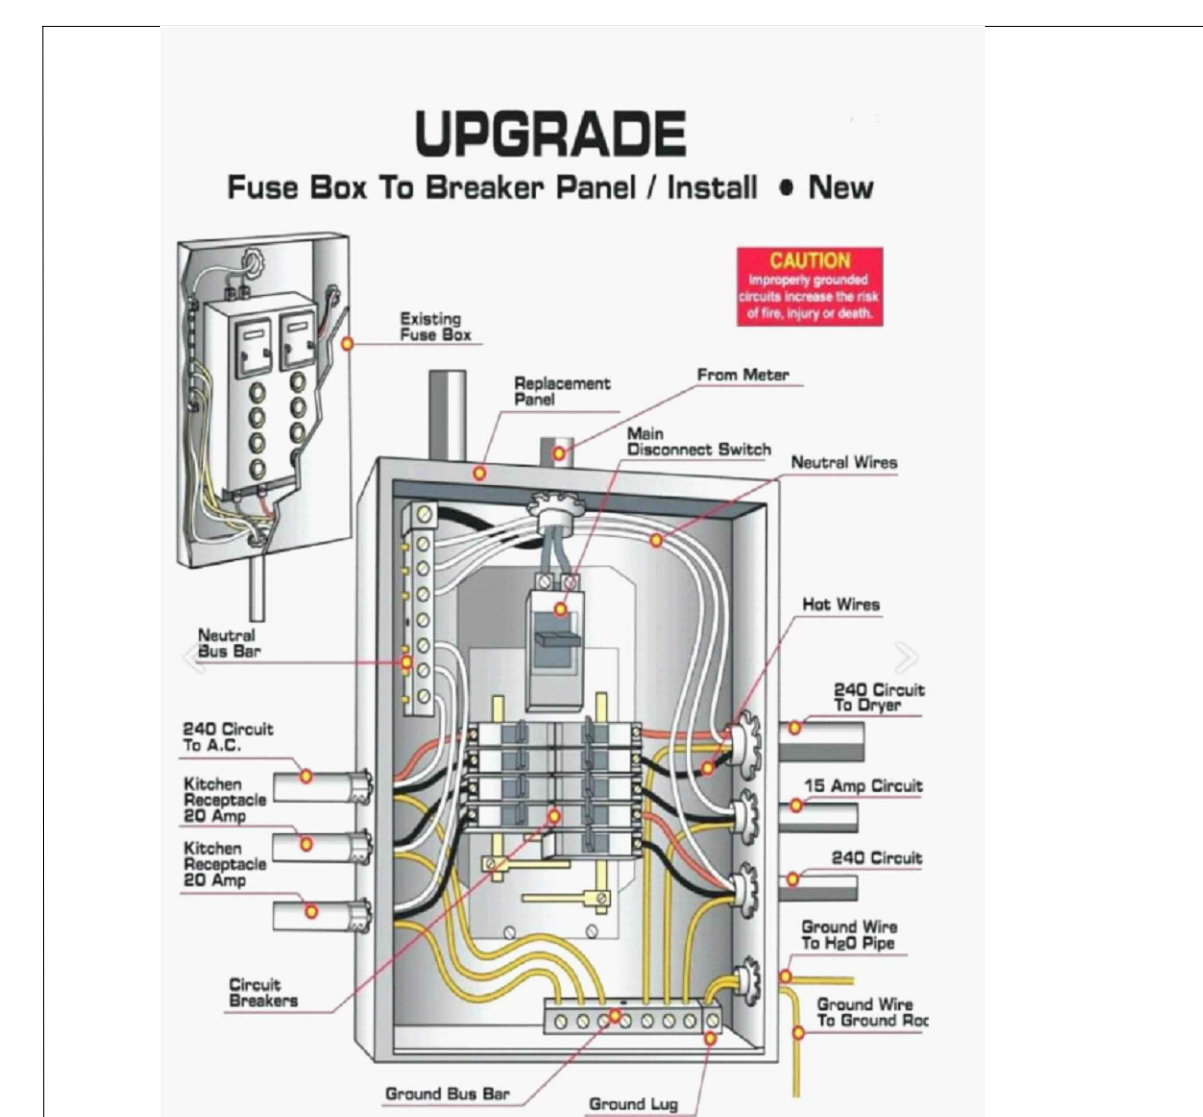 UPGRADE
Fuse Box To Breaker Panel / Install • New
CAUTION
Improperly grounded
circuits increase the risk
of fire, injury or death.
Existing
Fuse Box
Replacement
Panel
From Meter
Main
Disconnect Switch
Neutral Wires
Hot Wires
Neutral
Bus Bar
240 Circuit
To Dryer
240 Circuit
To A.C.
Kitchen
Receptacle
20 Amp
15 Amp Circuit
Kitchen
Receptacle
20 Amp
240 Circuit
Ground Wire
To H2O Pipe
Circuit
Breakers
Ground Wire
To Ground Roc
Ground Bus Bar
Ground Lug